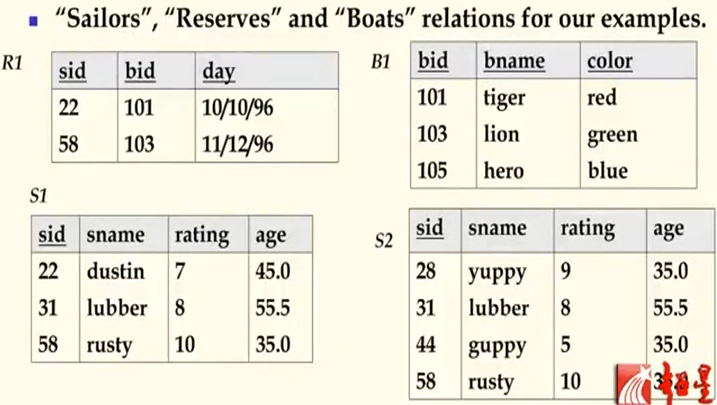 "Sailors", "Reserves" and "Boats" relations for our examples.
R1
sid bid day
22 101 10/10/96
58 103 11/12/96
B1
bid bname color
101 tiger red
103 lion green
105 hero blue
S1
sid sname rating age
22 dustin 7 45.0
31 lubber 8 55.5
58 rusty 10 35.0
S2
sid sname rating age
28 yuppy 9 35.0
31 lubber 8 55.5
44 guppy 5 35.0
58 rusty 10
超星